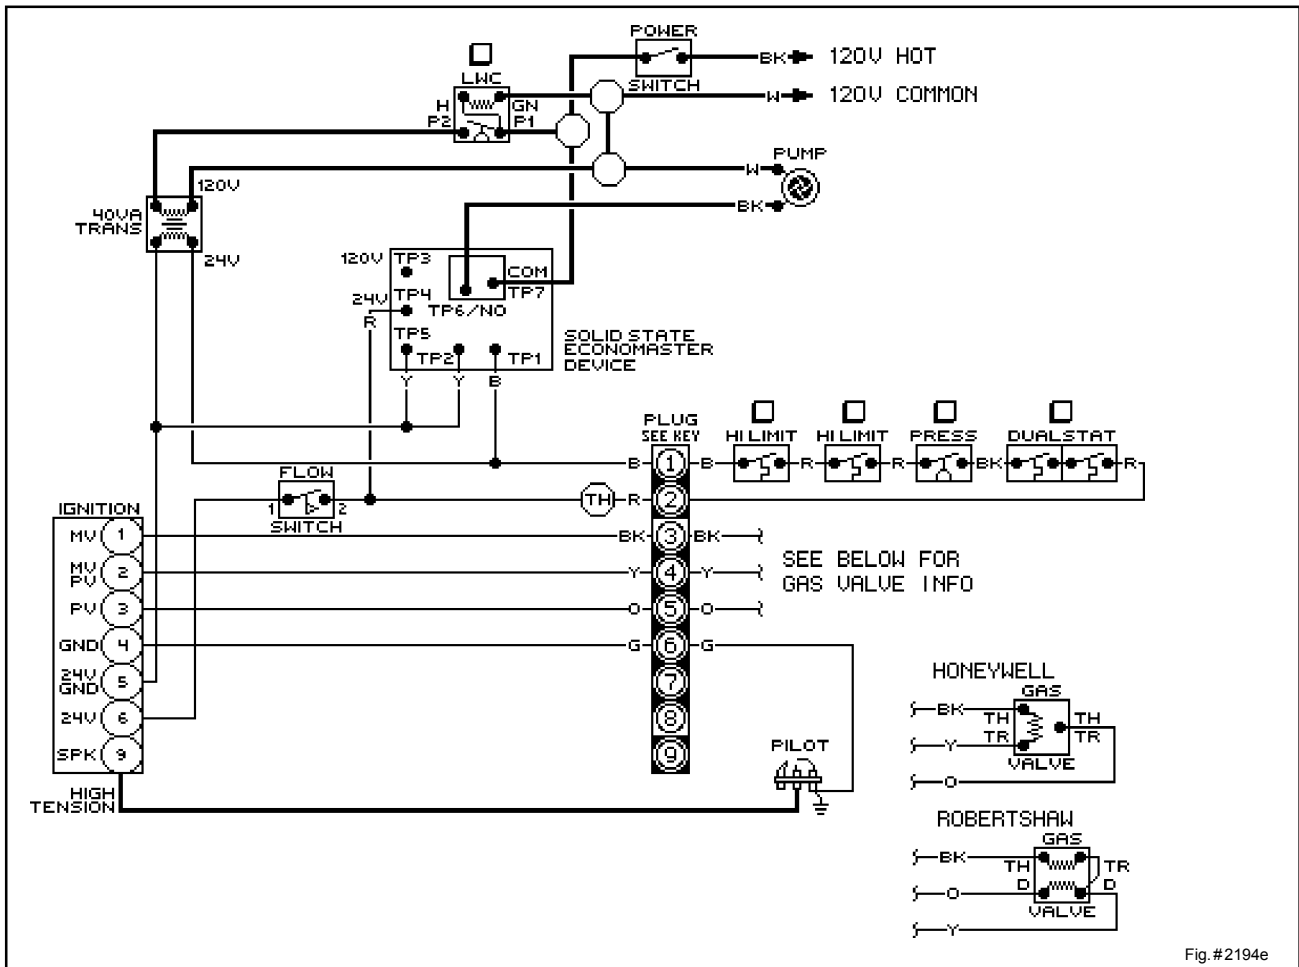 POWER
SWITCH
BK
120V HOT
W
120V COMMON
LWC
H
GN
P2
P1
W
PUMP
BK
120V
40VA
TRANS
24V
120V
TP3
COM
TP7
24V
TP4
TP6/NO
R
TP5
TP2
TP1
Y
Y
B
SOLID STATE
ECONOMASTER
DEVICE
PLUG
SEE KEY
HI LIMIT
HI LIMIT
PRESS
DUALSTAT
B
1
B
R
R
BK
R
FLOW
1
2
SWITCH
TH
R
2
IGNITION
MV
1
BK
3
BK
MV
PV
2
Y
4
Y
SEE BELOW FOR
GAS VALVE INFO
PV
3
O
5
O
GND
4
G
6
G
24V
GND
5
7
24V
6
8
SPK
9
9
HIGH
TENSION
PILOT
HONEYWELL
GAS
BK
TH
TH
Y
TR
TR
VALVE
O
ROBERTSHAW
GAS
BK
TH
TR
O
D
D
VALVE
Y
Fig. # 2194e